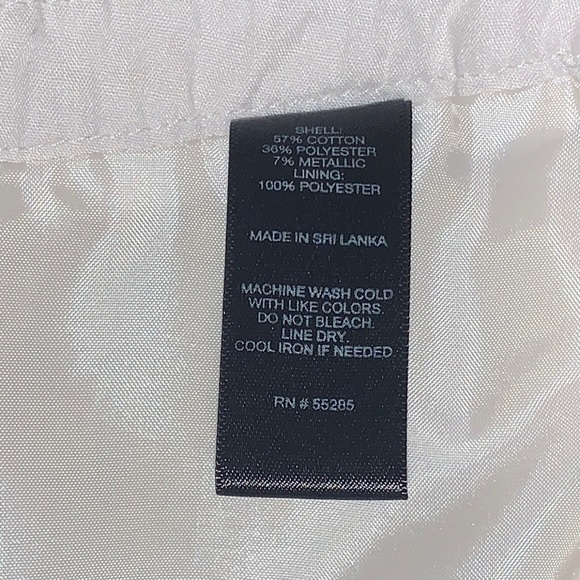 SHELL:
57% COTTON
36% POLYESTER
7% METALLIC
LINING:
100% POLYESTER
MADE IN SRI LANKA
MACHINE WASH COLD
WITH LIKE COLORS.
DO NOT BLEACH.
LINE DRY.
COOL IRON IF NEEDED.
RN # 55285